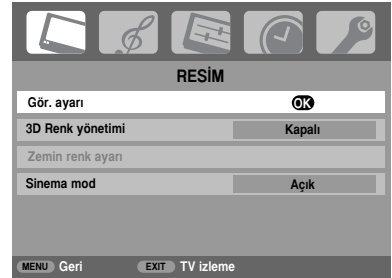 RESİM
Gör. ayarı OK
3D Renk yönetimi Kapalı
Zemin renk ayarı
Sinema mod Açık
MENU Geri EXIT TV izleme